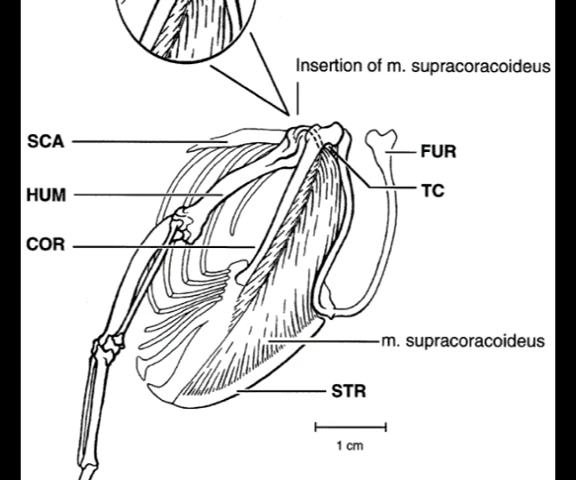 Insertion of m. supracoracoideus
SCA
FUR
HUM
TC
COR
m. supracoracoideus
STR
1 cm